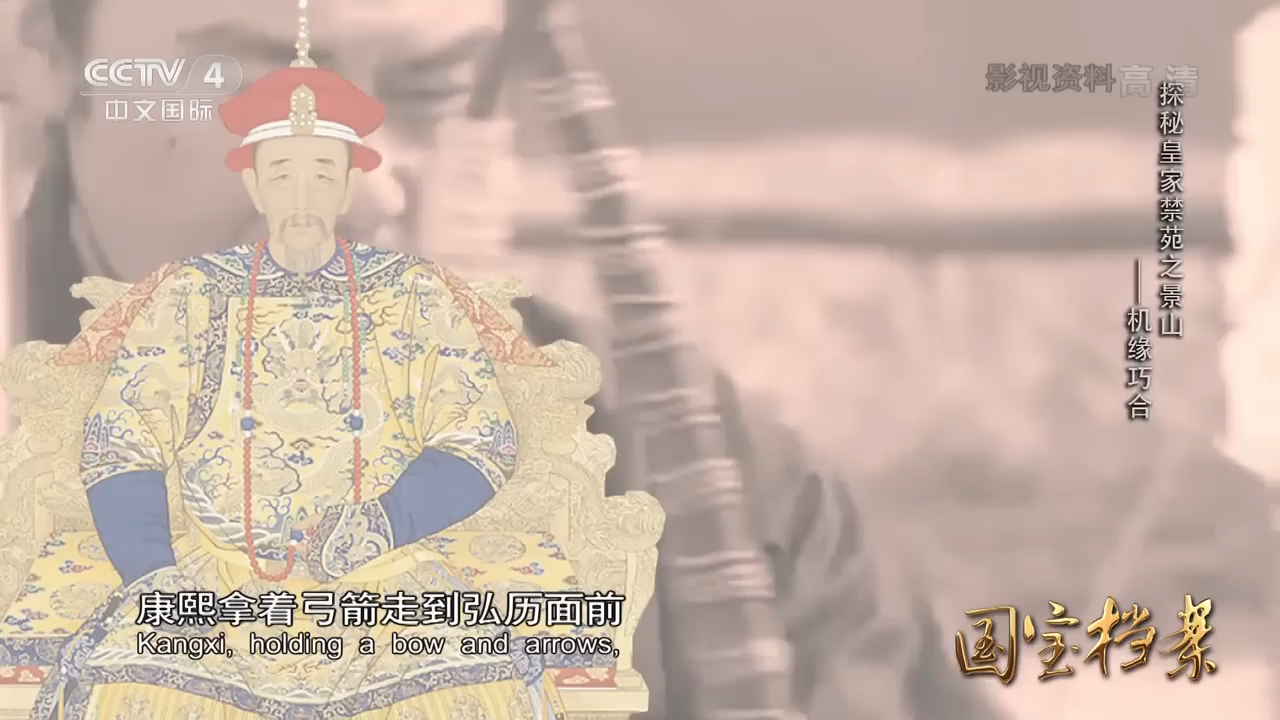 CCTV 4
中文国际
影视资料 高清
探秘皇家禁苑之景山
——机缘巧合
康熙拿着弓箭走到弘历面前
Kangxi, holding a bow and arrows,
国宝档案